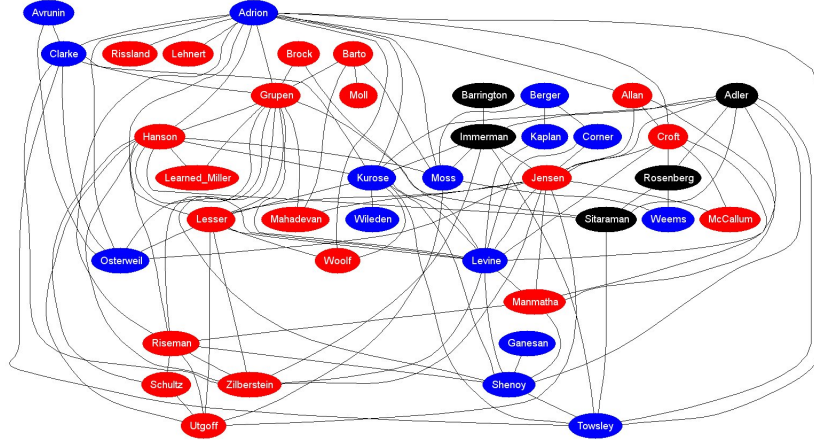 Avrunin
Adrion
Clarke
Rissland
Lehnert
Brock
Barto
Grupen
Moll
Barrington
Berger
Allan
Adler
Hanson
Immerman
Kaplan
Corner
Croft
Learned_Miller
Kurose
Moss
Jensen
Rosenberg
Lesser
Mahadevan
Wileden
Sitaraman
Weems
McCallum
Osterweil
Woolf
Levine
Manmatha
Riseman
Ganesan
Schultz
Zilberstein
Shenoy
Utgoff
Towsley